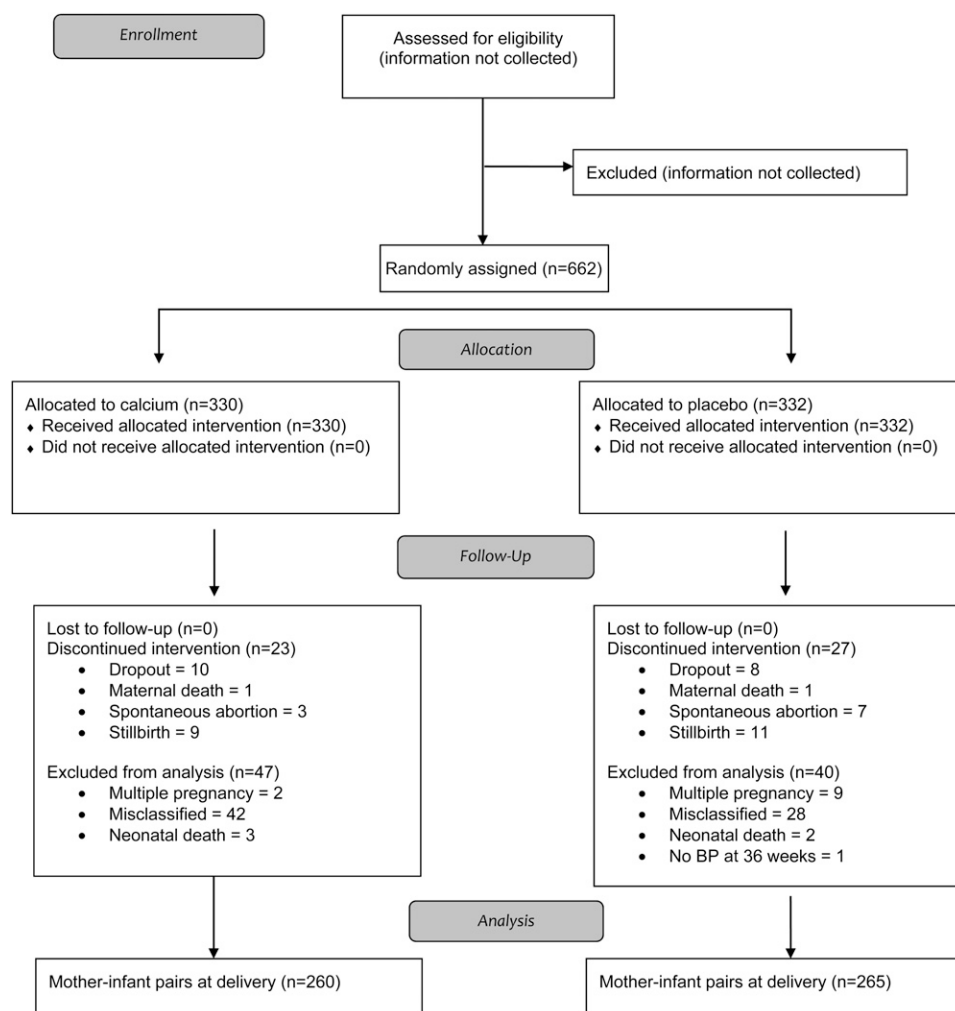 Enrollment
Assessed for eligibility
(information not collected)
Excluded (information not collected)
Randomly assigned (n=662)
Allocation
Allocated to calcium (n=330)
♦ Received allocated intervention (n=330)
♦ Did not receive allocated intervention (n=0)
Allocated to placebo (n=332)
♦ Received allocated intervention (n=332)
♦ Did not receive allocated intervention (n=0)
Follow-Up
Lost to follow-up (n=0)
Discontinued intervention (n=23)
• Dropout = 10
• Maternal death = 1
• Spontaneous abortion = 3
• Stillbirth = 9
Excluded from analysis (n=47)
• Multiple pregnancy = 2
• Misclassified = 42
• Neonatal death = 3
Lost to follow-up (n=0)
Discontinued intervention (n=27)
• Dropout = 8
• Maternal death = 1
• Spontaneous abortion = 7
• Stillbirth = 11
Excluded from analysis (n=40)
• Multiple pregnancy = 9
• Misclassified = 28
• Neonatal death = 2
• No BP at 36 weeks = 1
Analysis
Mother-infant pairs at delivery (n=260)
Mother-infant pairs at delivery (n=265)